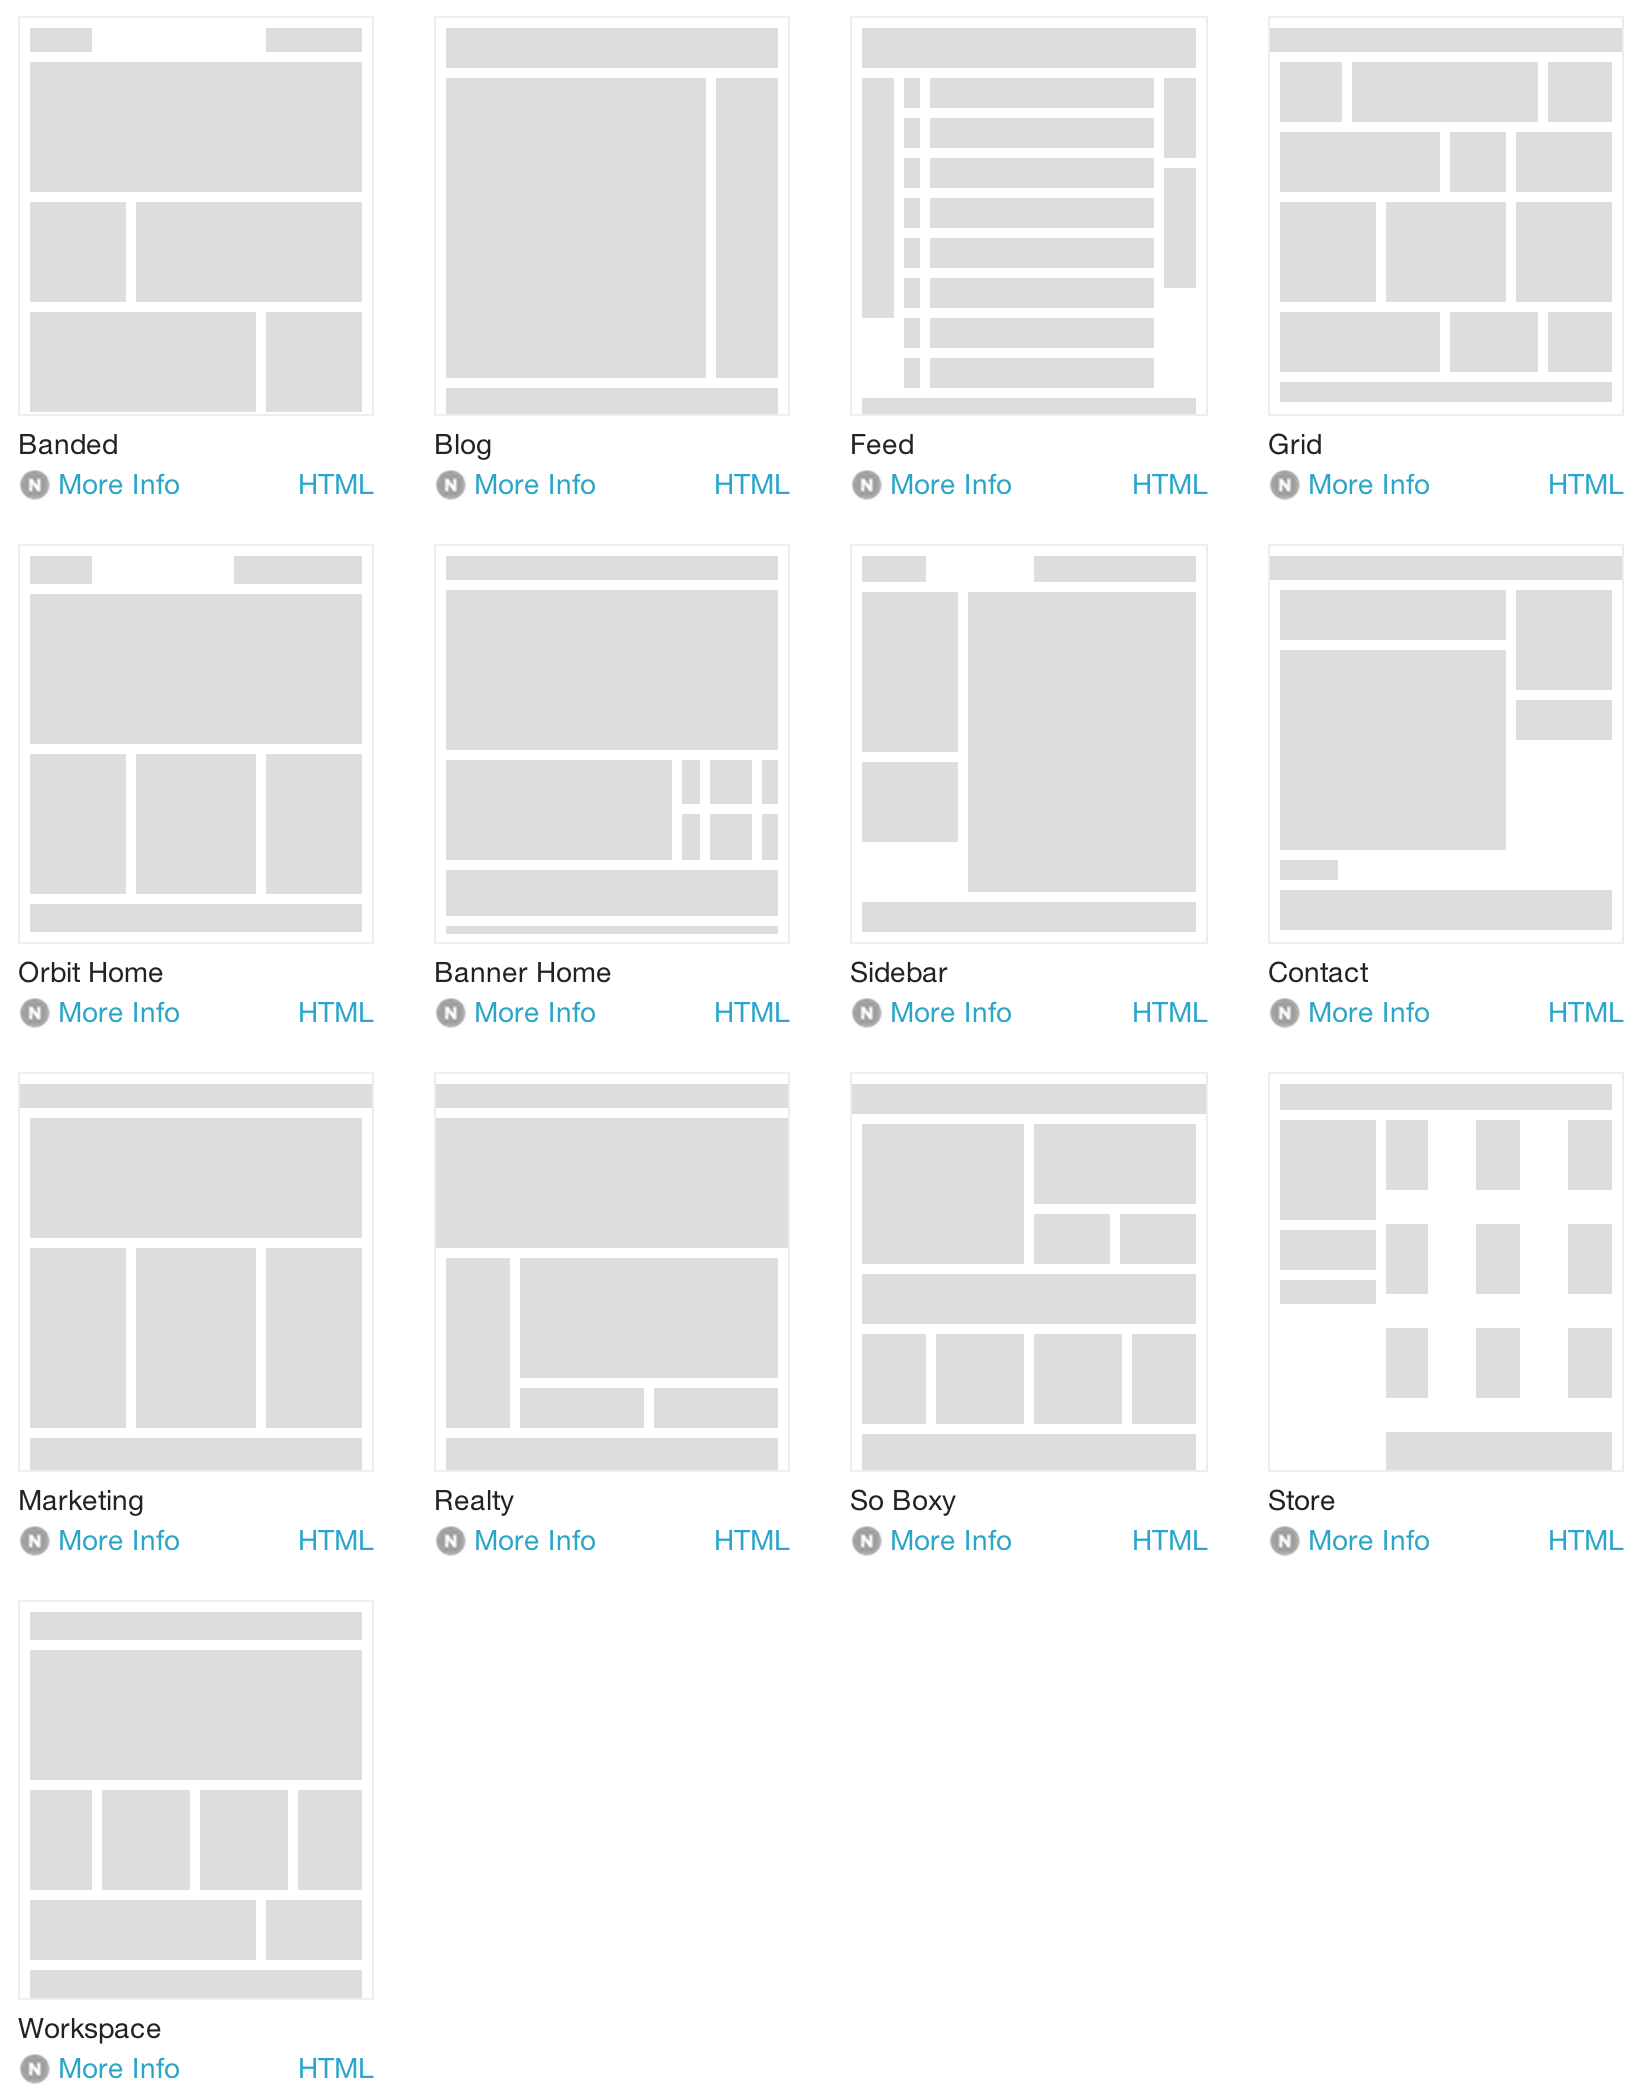 Banded Blog Feed Grid
N More Info HTML N More Info HTML N More Info HTML N More Info HTML
Orbit Home Banner Home Sidebar Contact
N More Info HTML N More Info HTML N More Info HTML N More Info HTML
Marketing Realty So Boxy Store
N More Info HTML N More Info HTML N More Info HTML N More Info HTML
Workspace
N More Info HTML